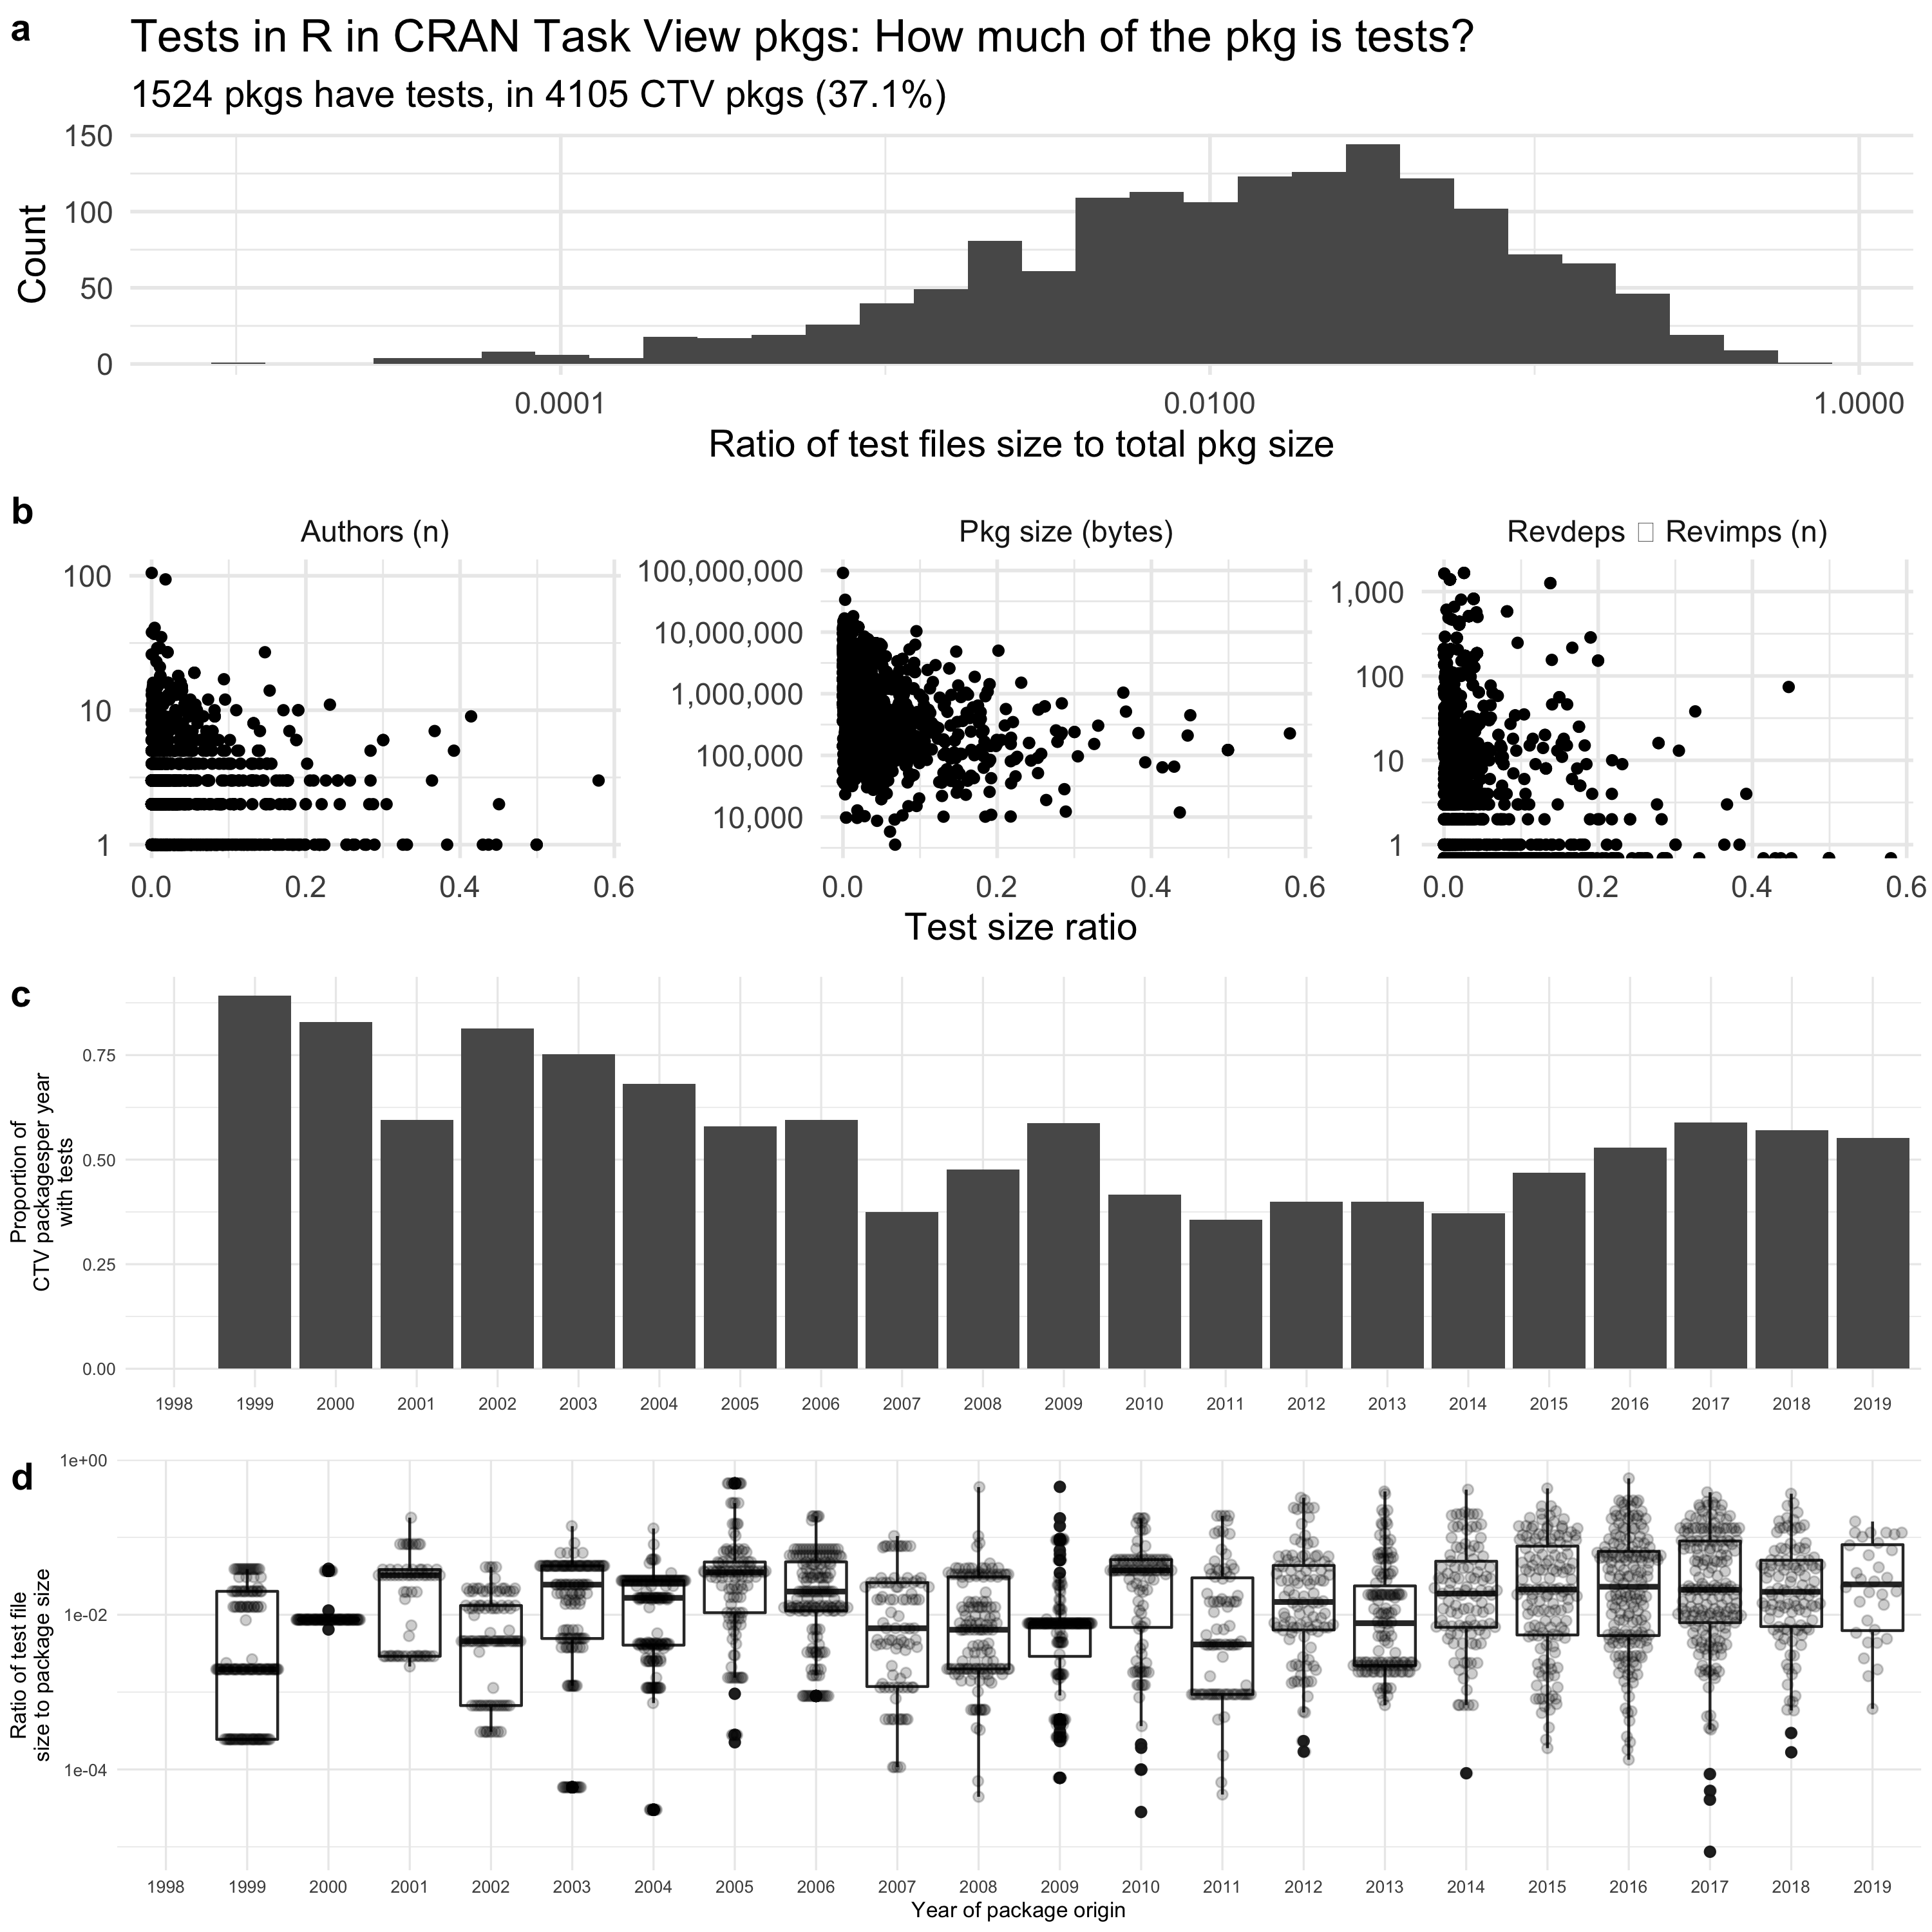 a
Tests in R in CRAN Task View pkgs: How much of the pkg is tests?
1524 pkgs have tests, in 4105 CTV pkgs (37.1%)
150
100
50
0
Count
0.0001 0.0100 1.0000
Ratio of test files size to total pkg size
b
Authors (n) Pkg size (bytes) Revdeps □ Revimps (n)
100
10
1
100,000,000
10,000,000
1,000,000
100,000
10,000
1,000
100
10
1
0.0 0.2 0.4 0.6 0.0 0.2 0.4 0.6 0.0 0.2 0.4 0.6
Test size ratio
c
Proportion of
CTV packagesper year
with tests
0.75
0.50
0.25
0.00
1998 1999 2000 2001 2002 2003 2004 2005 2006 2007 2008 2009 2010 2011 2012 2013 2014 2015 2016 2017 2018 2019
d
Ratio of test file
size to package size
1e+00
1e-02
1e-04
1998 1999 2000 2001 2002 2003 2004 2005 2006 2007 2008 2009 2010 2011 2012 2013 2014 2015 2016 2017 2018 2019
Year of package origin